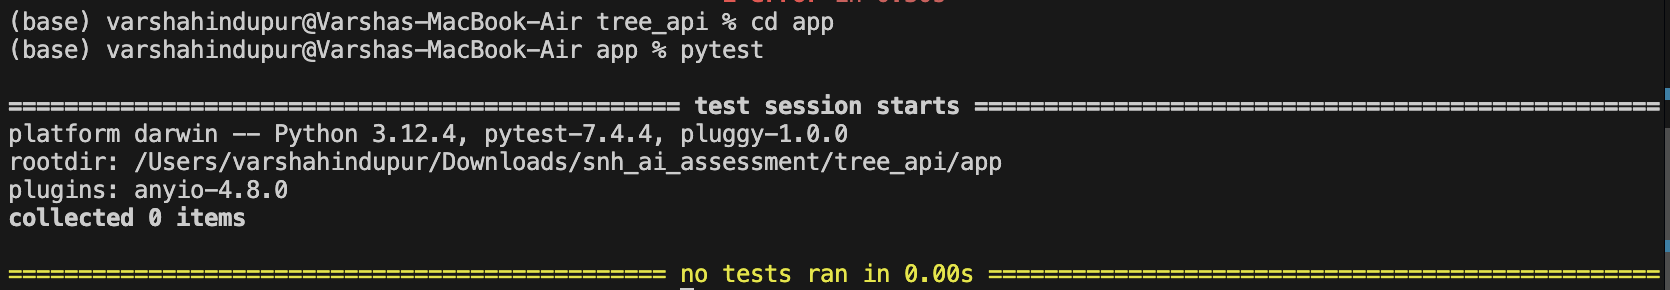 (base) varshahindupur@Varshas-MacBook-Air tree_api % cd app
(base) varshahindupur@Varshas-MacBook-Air app % pytest
================================================ test session starts =================================================
platform darwin -- Python 3.12.4, pytest-7.4.4, pluggy-1.0.0
rootdir: /Users/varshahindupur/Downloads/snh_ai_assessment/tree_api/app
plugins: anyio-4.8.0
collected 0 items
=============================================== no tests ran in 0.00s ================================================